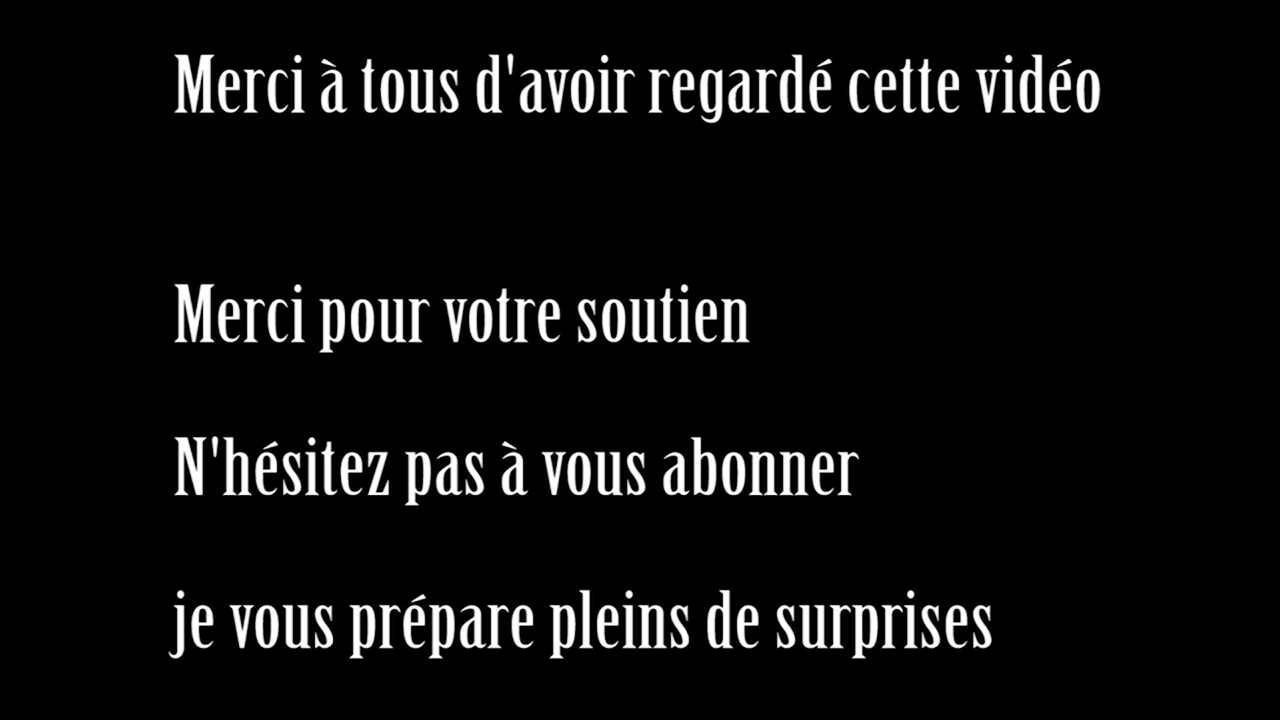 Merci à tous d'avoir regardé cette vidéo
Merci pour votre soutien
N'hésitez pas à vous abonner
je vous prépare pleins de surprises